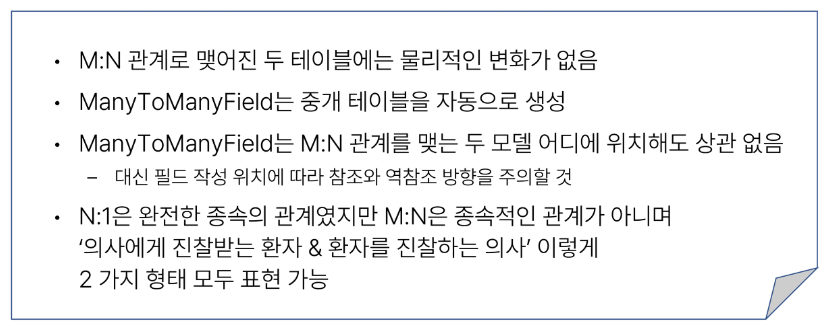 • M:N 관계로 맺어진 두 테이블에는 물리적인 변화가 없음
• ManyToManyField는 중개 테이블을 자동으로 생성
• ManyToManyField는 M:N 관계를 맺는 두 모델 어디에 위치해도 상관 없음
– 대신 필드 작성 위치에 따라 참조와 역참조 방향을 주의할 것
• N:1은 완전한 종속의 관계였지만 M:N은 종속적인 관계가 아니며
‘의사에게 진찰받는 환자 & 환자를 진찰하는 의사’ 이렇게
2 가지 형태 모두 표현 가능